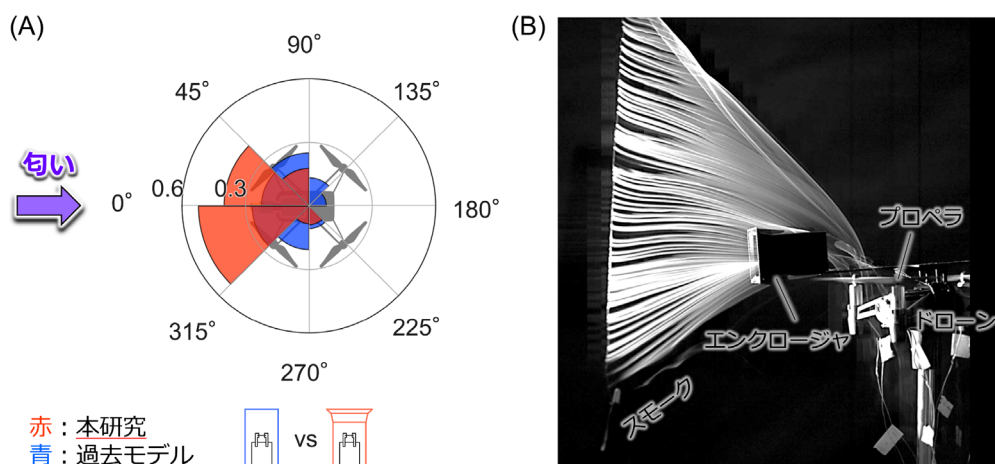 (A)
90°
45°
135°
匂い
0.6
0.3
0°
180°
315°
225°
270°
赤：本研究
青：過去モデル
vs
(B)
プロペラ
エンクロージャ
ドローン
スモーク